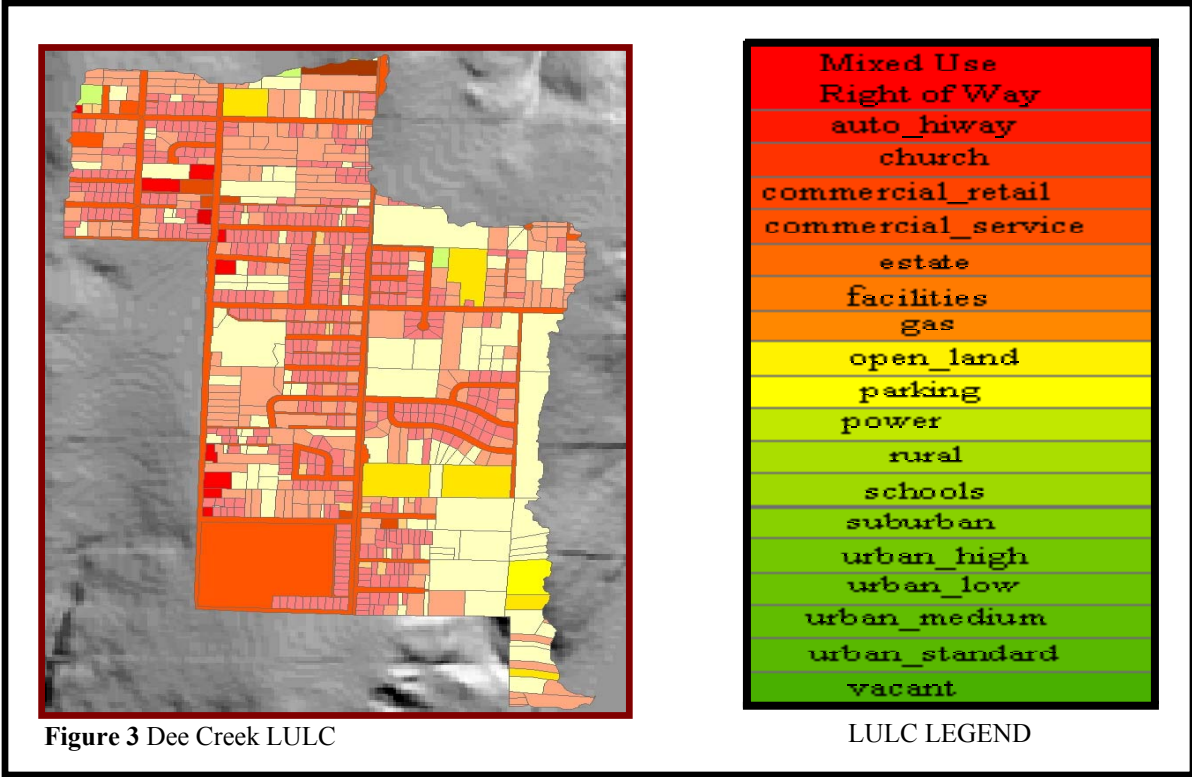 Mixed Use
Right of Way
auto_hiway
church
commercial_retail
commercial_service
estate
facilities
gas
open_land
parking
power
rural
schools
suburban
urban_high
urban_low
urban_medium
urban_standard
vacant
Figure 3 Dee Creek LULC
LULC LEGEND